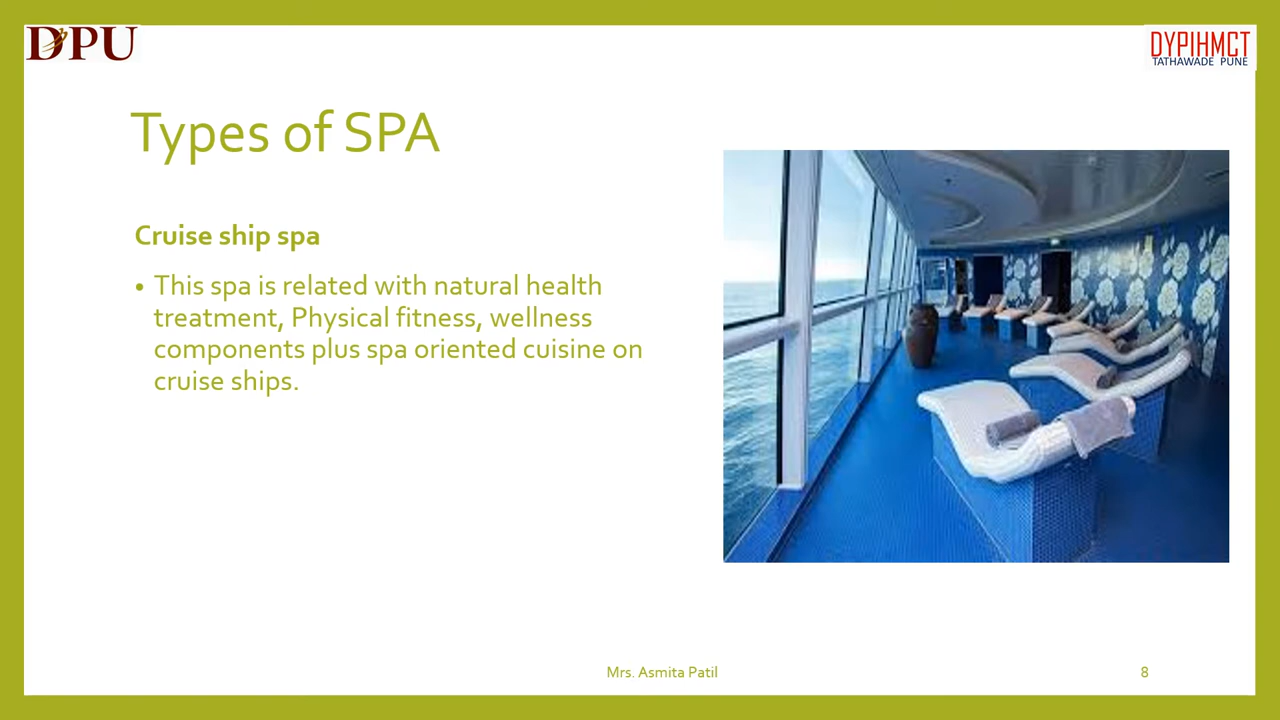 DPU
DYPIHMCT
TATHAWADE PUNE
Types of SPA
Cruise ship spa
• This spa is related with natural health
treatment, Physical fitness, wellness
components plus spa oriented cuisine on
cruise ships.
Mrs. Asmita Patil
8